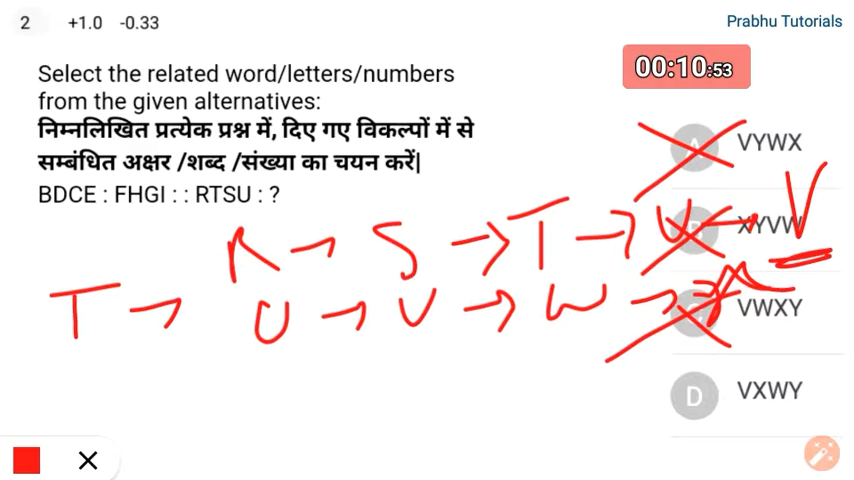 2 +1.0 -0.33
Prabhu Tutorials
00:10:53
Select the related word/letters/numbers
from the given alternatives:
निम्नलिखित प्रत्येक प्रश्न में, दिए गए विकल्पों में से
सम्बंधित अक्षर /शब्द /संख्या का चयन करें|
BDCE : FHGI : : RTSU : ?
A VYWX
B XYVW
C VWXY
D VXWY
R → S → T → U → V
T → U → V → W → X